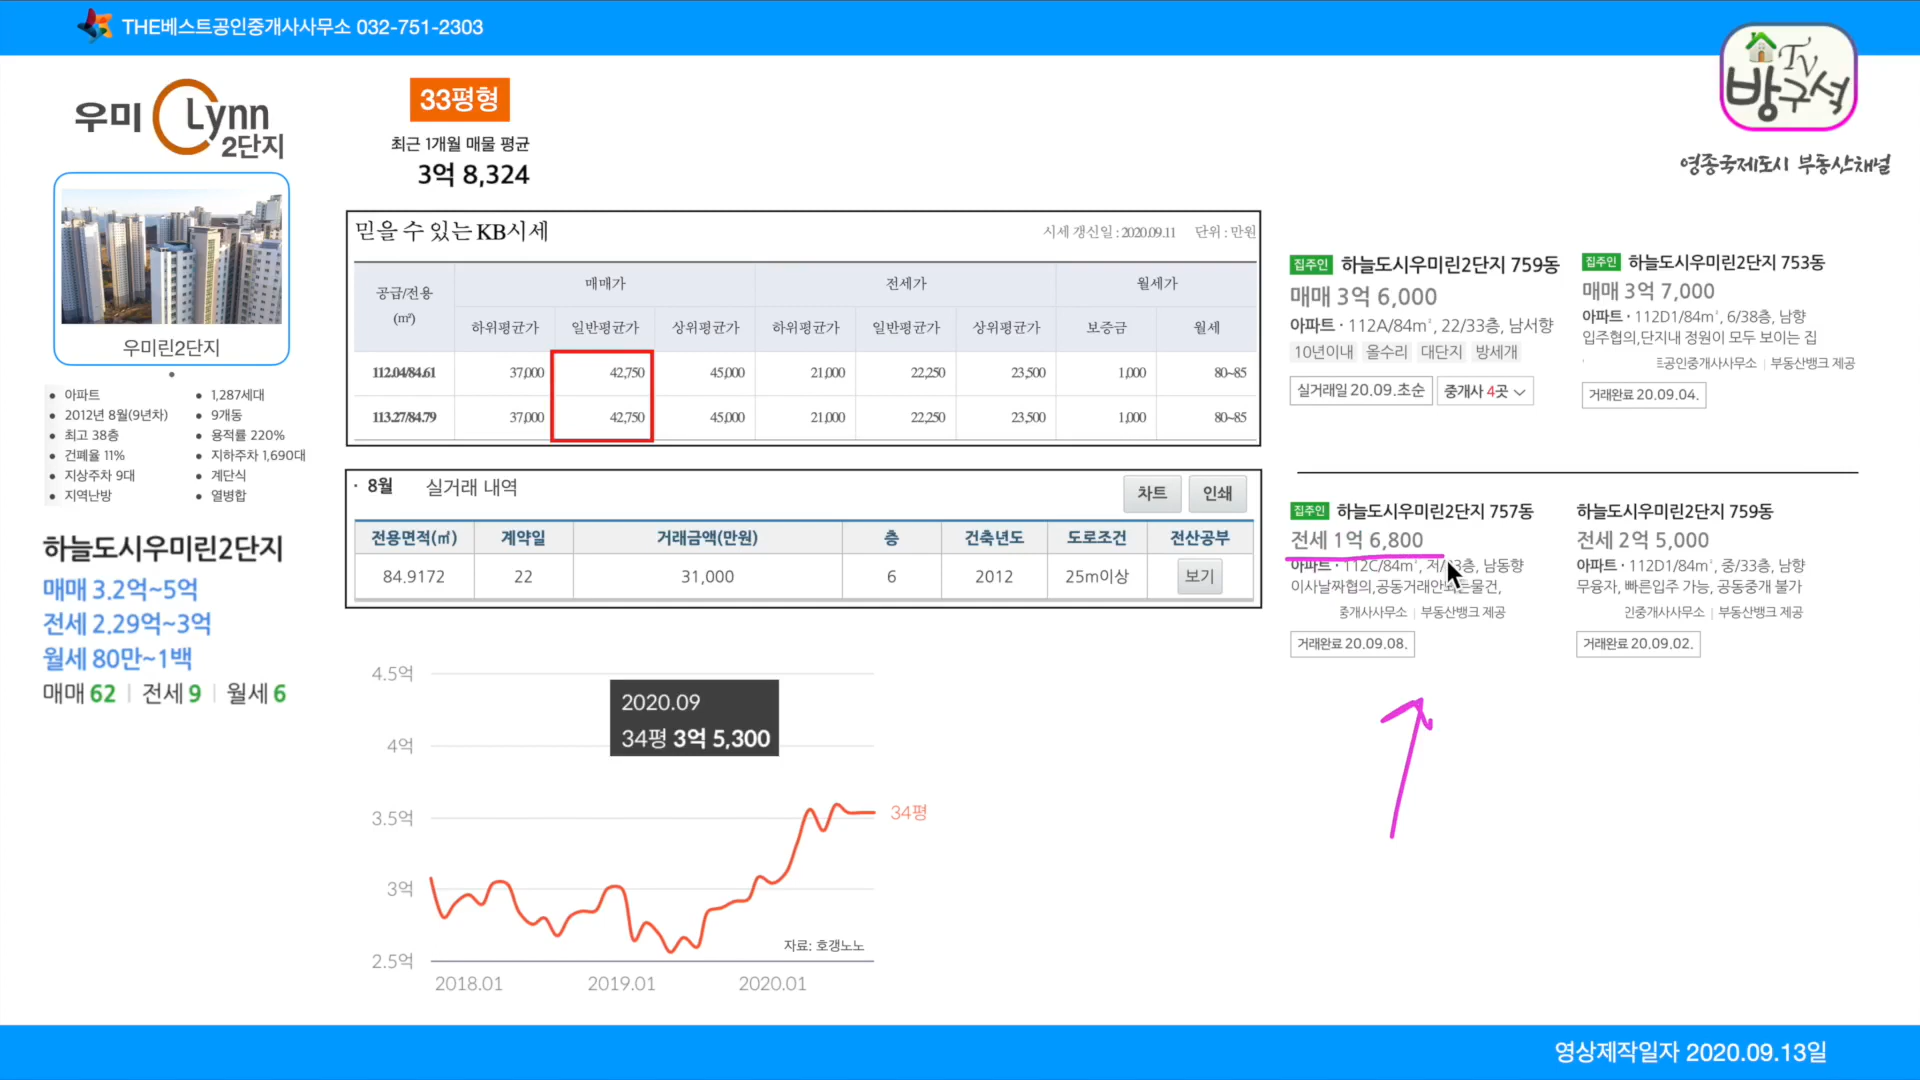 THE베스트공인중개사사무소 032-751-2303
TV
방구석
영종국제도시 부동산채널
우미 Lynn
2단지
우미린2단지
아파트
2012년 8월(9년차)
최고 38층
건폐율 11%
지상주차 9대
지역난방
1,287세대
9개동
용적률 220%
지하주차 1,690대
계단식
열병합
하늘도시우미린2단지
매매 3.2억~5억
전세 2.29억~3억
월세 80만~1백
매매 62 | 전세 9 | 월세 6
33평형
최근 1개월 매물 평균
3억 8,324
믿을 수 있는 KB시세
시세 갱신일 : 2020.09.11 단위 : 만원
공급/전용
(㎡)
매매가 전세가 월세가
하위평균가 일반평균가 상위평균가 하위평균가 일반평균가 상위평균가 보증금 월세
112.04/84.61 37,000 42,750 45,000 21,000 22,250 23,500 1,000 80~85
113.27/84.79 37,000 42,750 45,000 21,000 22,250 23,500 1,000 80~85
· 8월 실거래 내역
차트 인쇄
전용면적(㎡) 계약일 거래금액(만원) 층 건축년도 도로조건 전산공부
84.9172 22 31,000 6 2012 25m이상 보기
4.5억
4억
3.5억
3억
2.5억
2020.09
34평 3억 5,300
34평
자료: 호갱노노
2018.01 2019.01 2020.01
집주인 하늘도시우미린2단지 759동
매매 3억 6,000
아파트 · 112A/84㎡, 22/33층, 남서향
10년이내 올수리 대단지 방세개
실거래일 20.09.초순 중개사 4곳
집주인 하늘도시우미린2단지 753동
매매 3억 7,000
아파트 · 112D1/84㎡, 6/38층, 남향
입주협의,단지내 정원이 모두 보이는 집
공인중개사사무소 | 부동산뱅크 제공
거래완료 20.09.04.
집주인 하늘도시우미린2단지 757동
전세 1억 6,800
아파트 · 112C/84㎡, 저/33층, 남동향
이사날짜협의,공동거래안되는물건,
중개사사무소 | 부동산뱅크 제공
거래완료 20.09.08.
하늘도시우미린2단지 759동
전세 2억 5,000
아파트 · 112D1/84㎡, 중/33층, 남향
무융자, 빠른입주 가능, 공동중개 불가
인중개사사무소 | 부동산뱅크 제공
거래완료 20.09.02.
영상제작일자 2020.09.13일